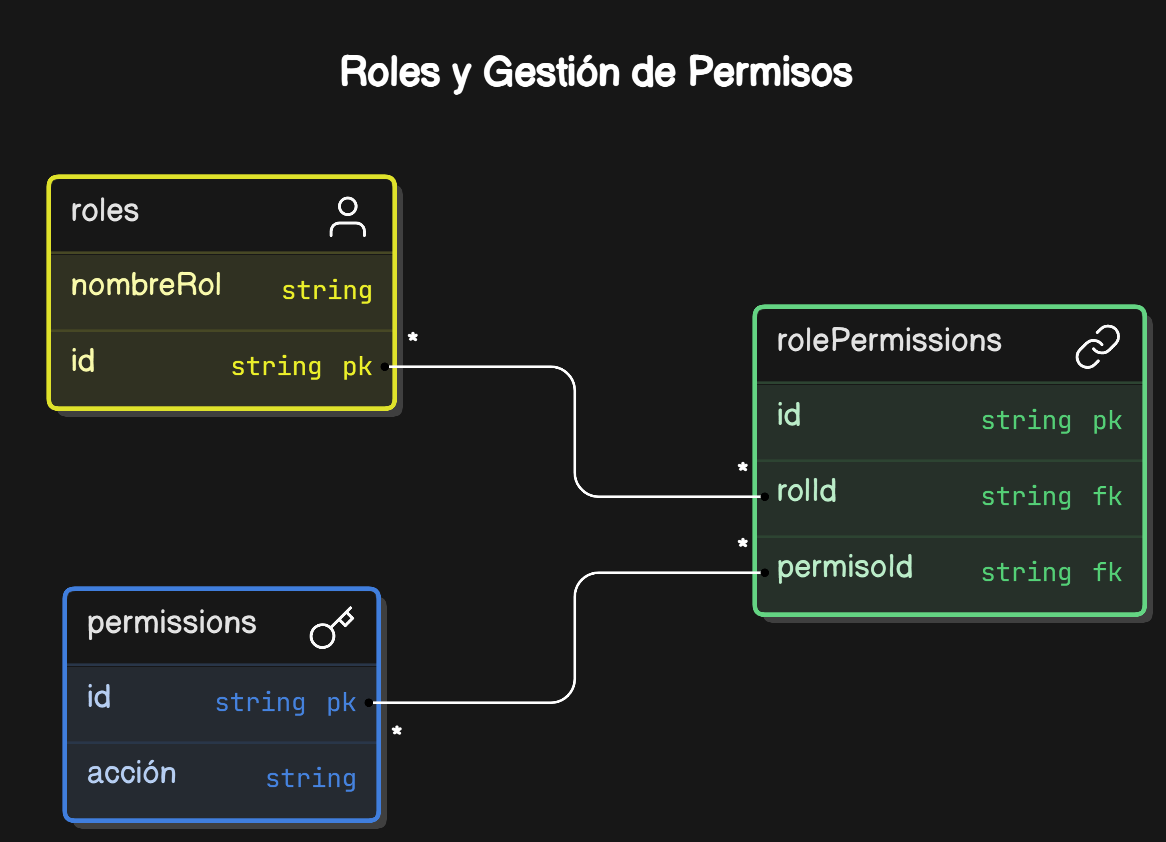 Roles y Gestión de Permisos
roles
nombreRol string
id string pk
*
*
*
*
rolePermissions
id string pk
rolId string fk
permisoId string fk
permissions
id string pk
acción string